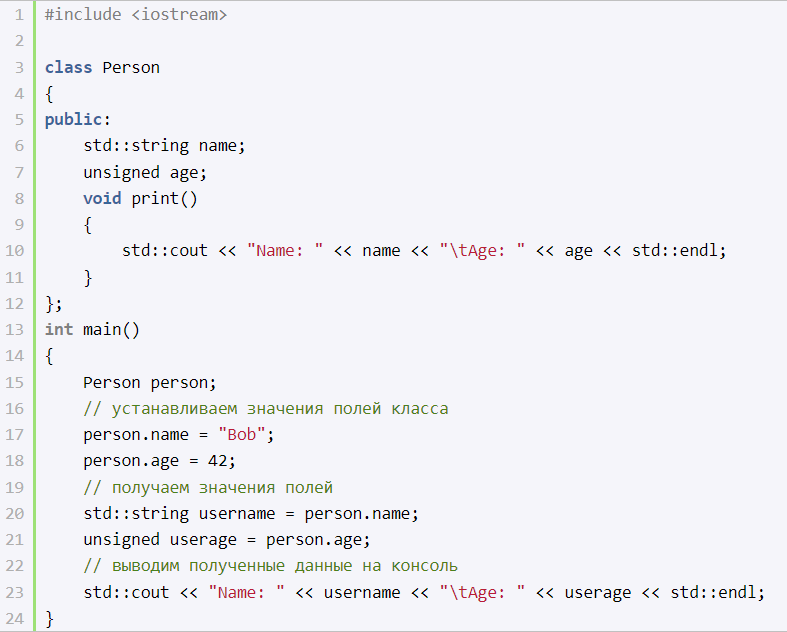 1 #include <iostream>
2
3 class Person
4 {
5 public:
6     std::string name;
7     unsigned age;
8     void print()
9     {
10         std::cout << "Name: " << name << "\tAge: " << age << std::endl;
11     }
12 };
13 int main()
14 {
15     Person person;
16     // устанавливаем значения полей класса
17     person.name = "Bob";
18     person.age = 42;
19     // получаем значения полей
20     std::string username = person.name;
21     unsigned userage = person.age;
22     // выводим полученные данные на консоль
23     std::cout << "Name: " << username << "\tAge: " << userage << std::endl;
24 }